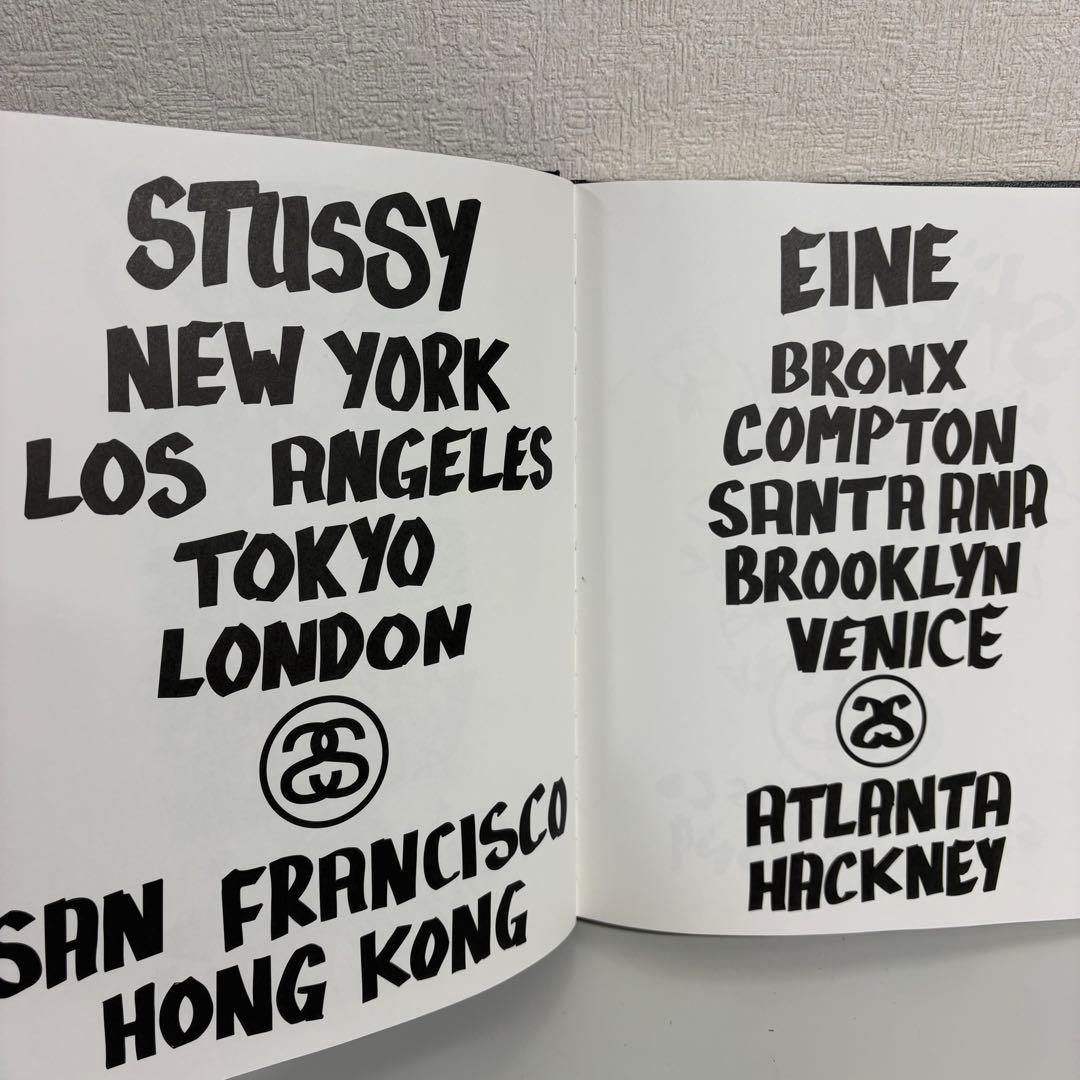 STUSSY
NEW YORK
LOS ANGELES
TOKYO
LONDON
SAN FRANCISCO
HONG KONG
EINE
BRONX
COMPTON
SANTA ANA
BROOKLYN
VENICE
ATLANTA
HACKNEY